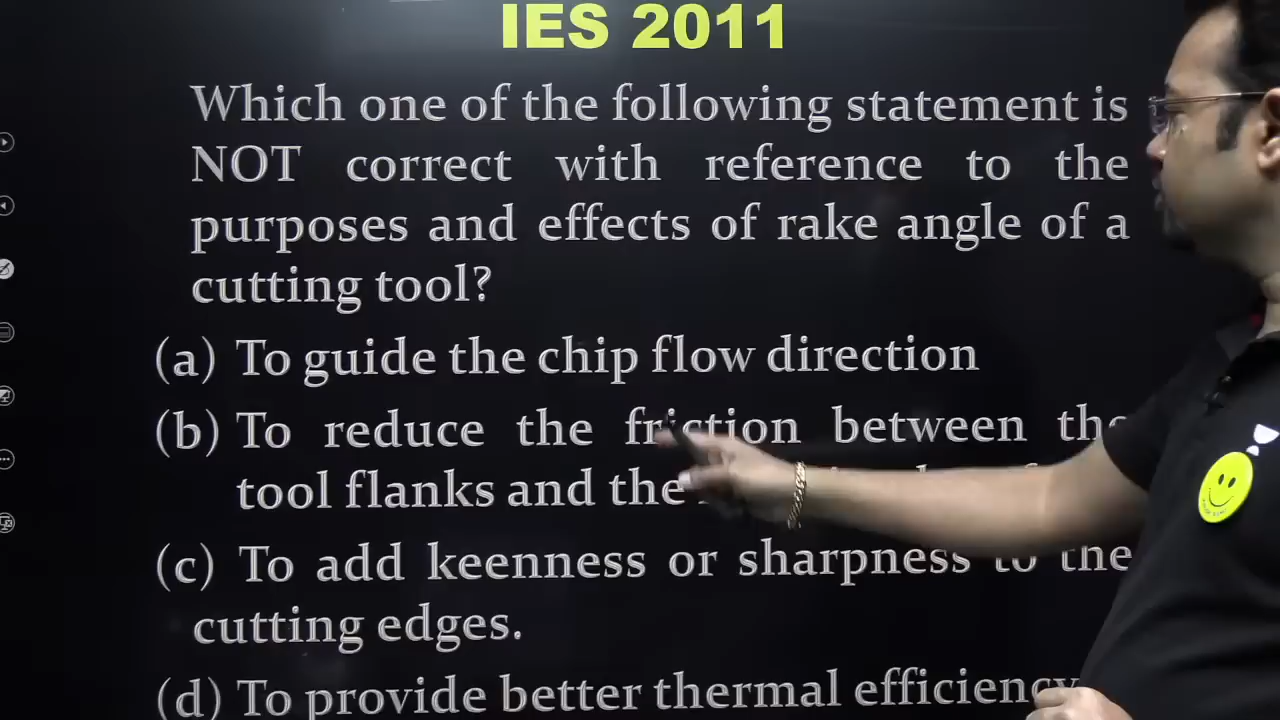 IES 2011
Which one of the following statement is
NOT correct with reference to the
purposes and effects of rake angle of a
cutting tool?
(a) To guide the chip flow direction
(b) To reduce the friction between the
tool flanks and the
(c) To add keenness or sharpness to the
cutting edges.
(d) To provide better thermal efficiency